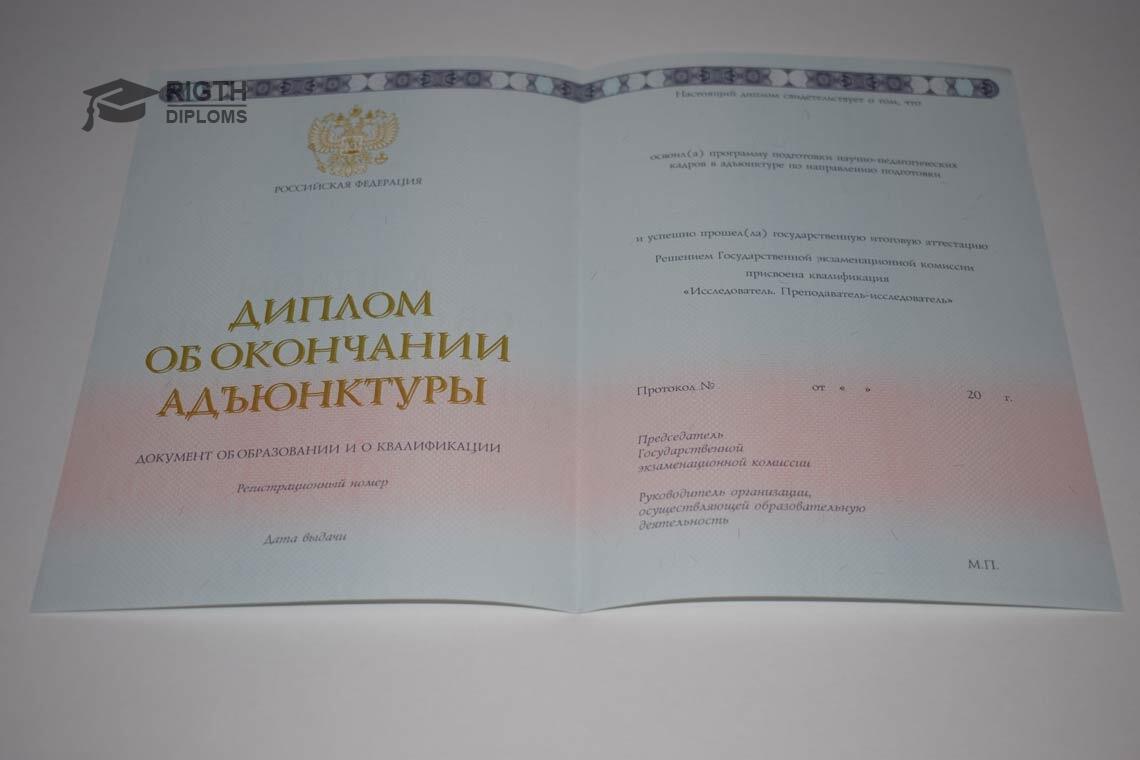 RIGTH
DIPLOMS
РОССИЙСКАЯ ФЕДЕРАЦИЯ
ДИПЛОМ
ОБ ОКОНЧАНИИ
АДЪЮНКТУРЫ
ДОКУМЕНТ ОБ ОБРАЗОВАНИИ И О КВАЛИФИКАЦИИ
Регистрационный номер
Дата выдачи
Настоящий диплом свидетельствует о том, что
освоил(а) программу подготовки научно-педагогических
кадров в адъюнктуре по направлению подготовки
и успешно прошел(ла) государственную итоговую аттестацию
Решением Государственной экзаменационной комиссии
присвоена квалификация
«Исследователь. Преподаватель-исследователь»
Протокол № от « » 20 г.
Председатель
Государственной
экзаменационной комиссии
Руководитель организации,
осуществляющей образовательную
деятельность
М.П.